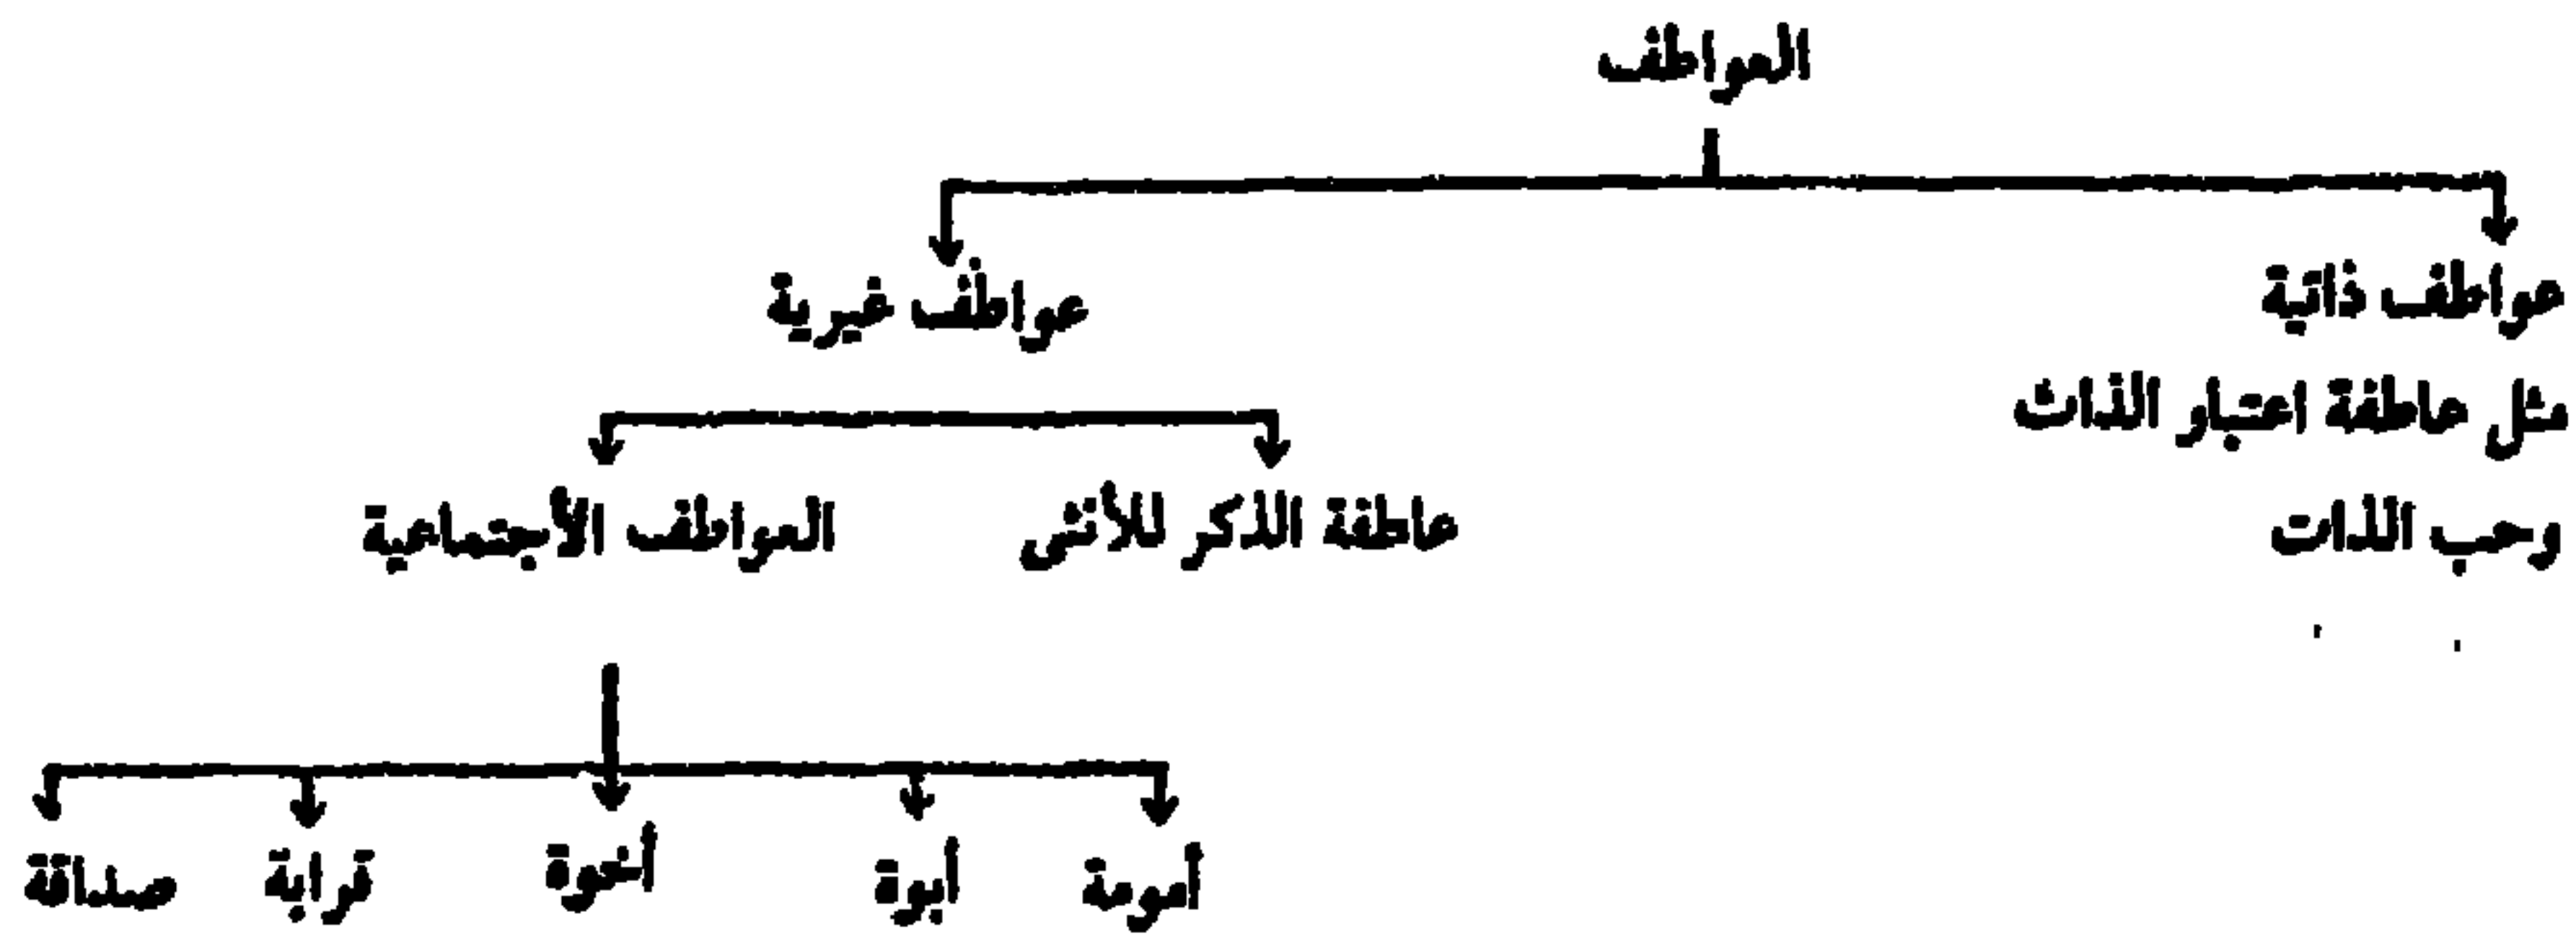 العواطف
عواطف ذاتية
مثل عاطفة اعتبار الذات
وحب الذات
عواطف غيرية
عاطفة الذكر للأنثى
العواطف الأجتماعية
أمومة
أبوة
أخوة
قرابة
صداقة